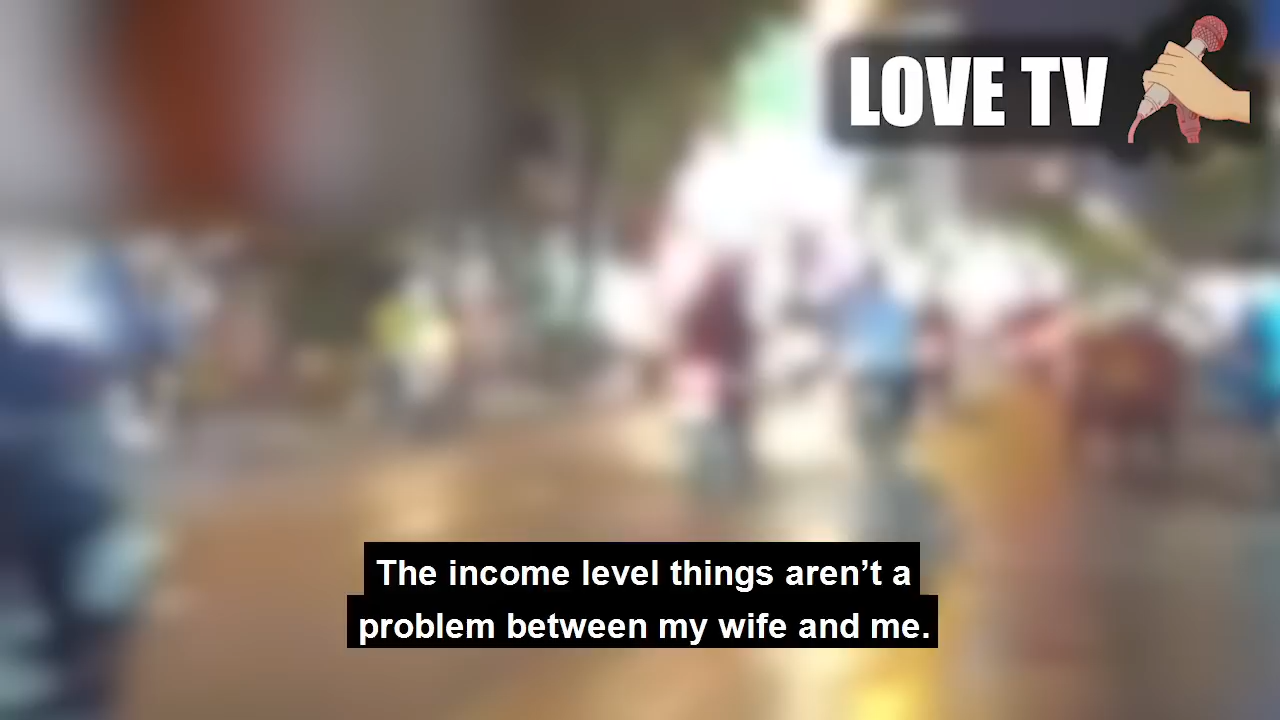 LOVE TV
The income level things aren’t a
problem between my wife and me.